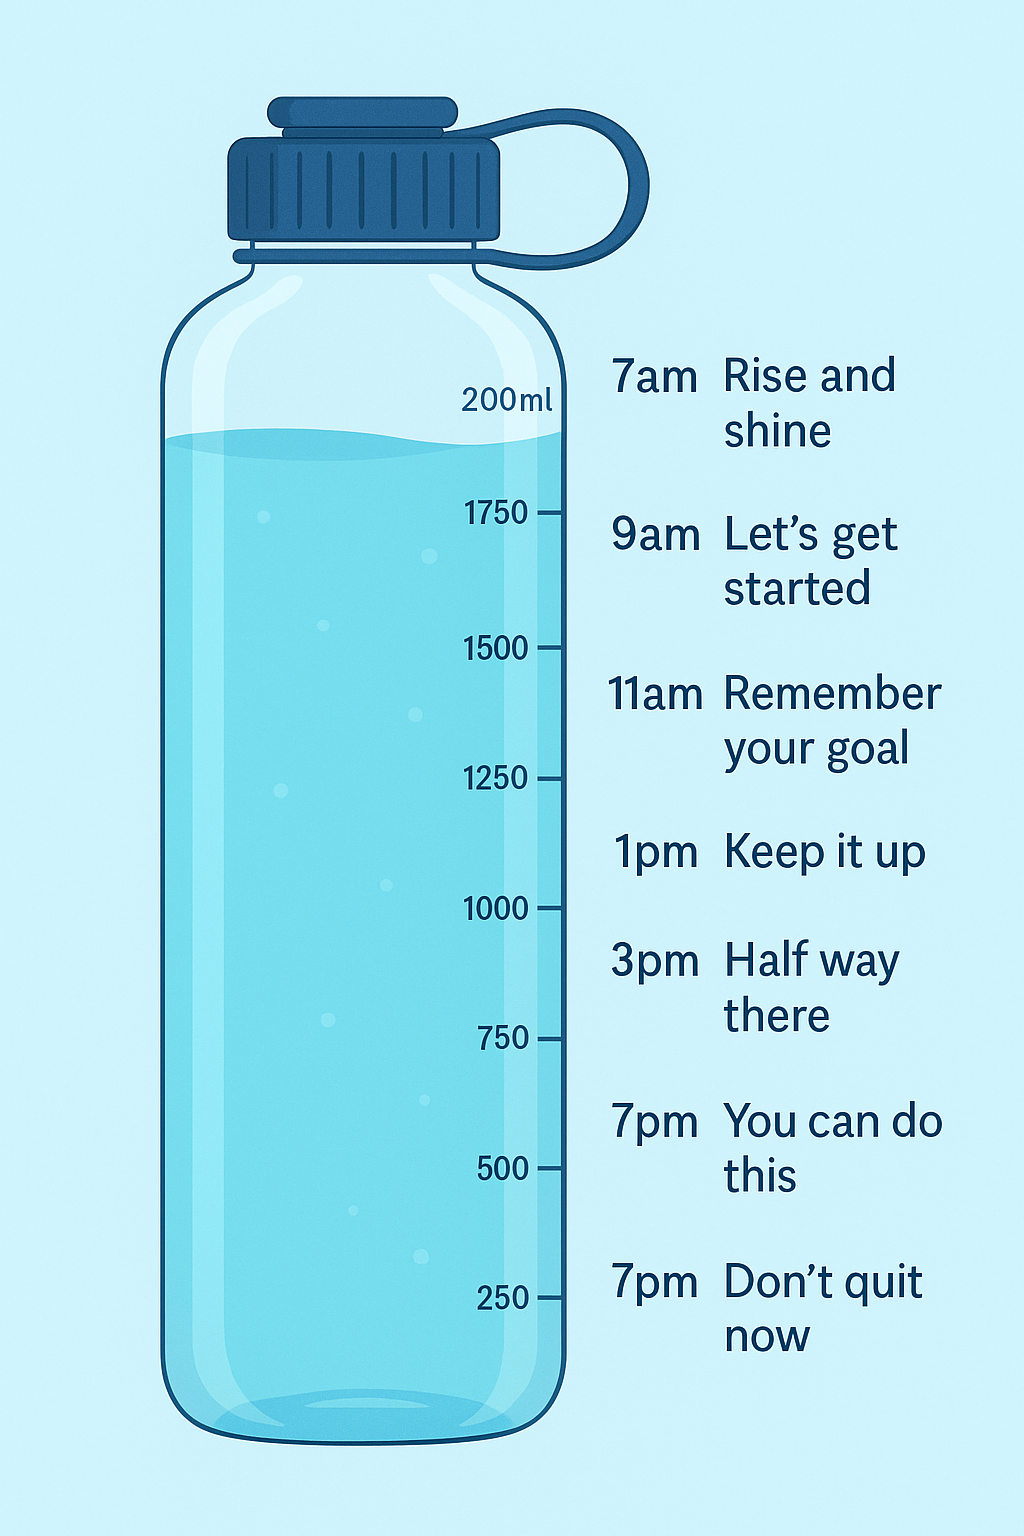 200ml
1750
1500
1250
1000
750
500
250
7am Rise and
shine
9am Let's get
started
11am Remember
your goal
1pm Keep it up
3pm Half way
there
7pm You can do
this
7pm Don't quit
now